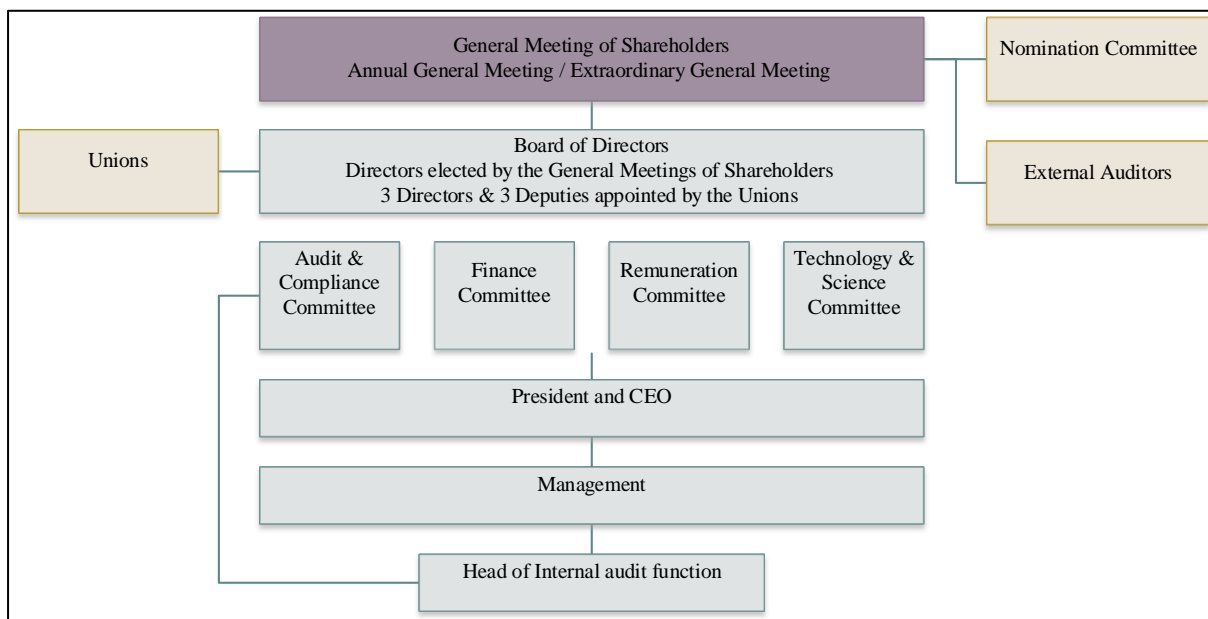 General Meeting of Shareholders
Annual General Meeting / Extraordinary General Meeting
Nomination Committee
Unions
Board of Directors
Directors elected by the General Meetings of Shareholders
3 Directors & 3 Deputies appointed by the Unions
External Auditors
Audit &
Compliance
Committee
Finance
Committee
Remuneration
Committee
Technology &
Science
Committee
President and CEO
Management
Head of Internal audit function